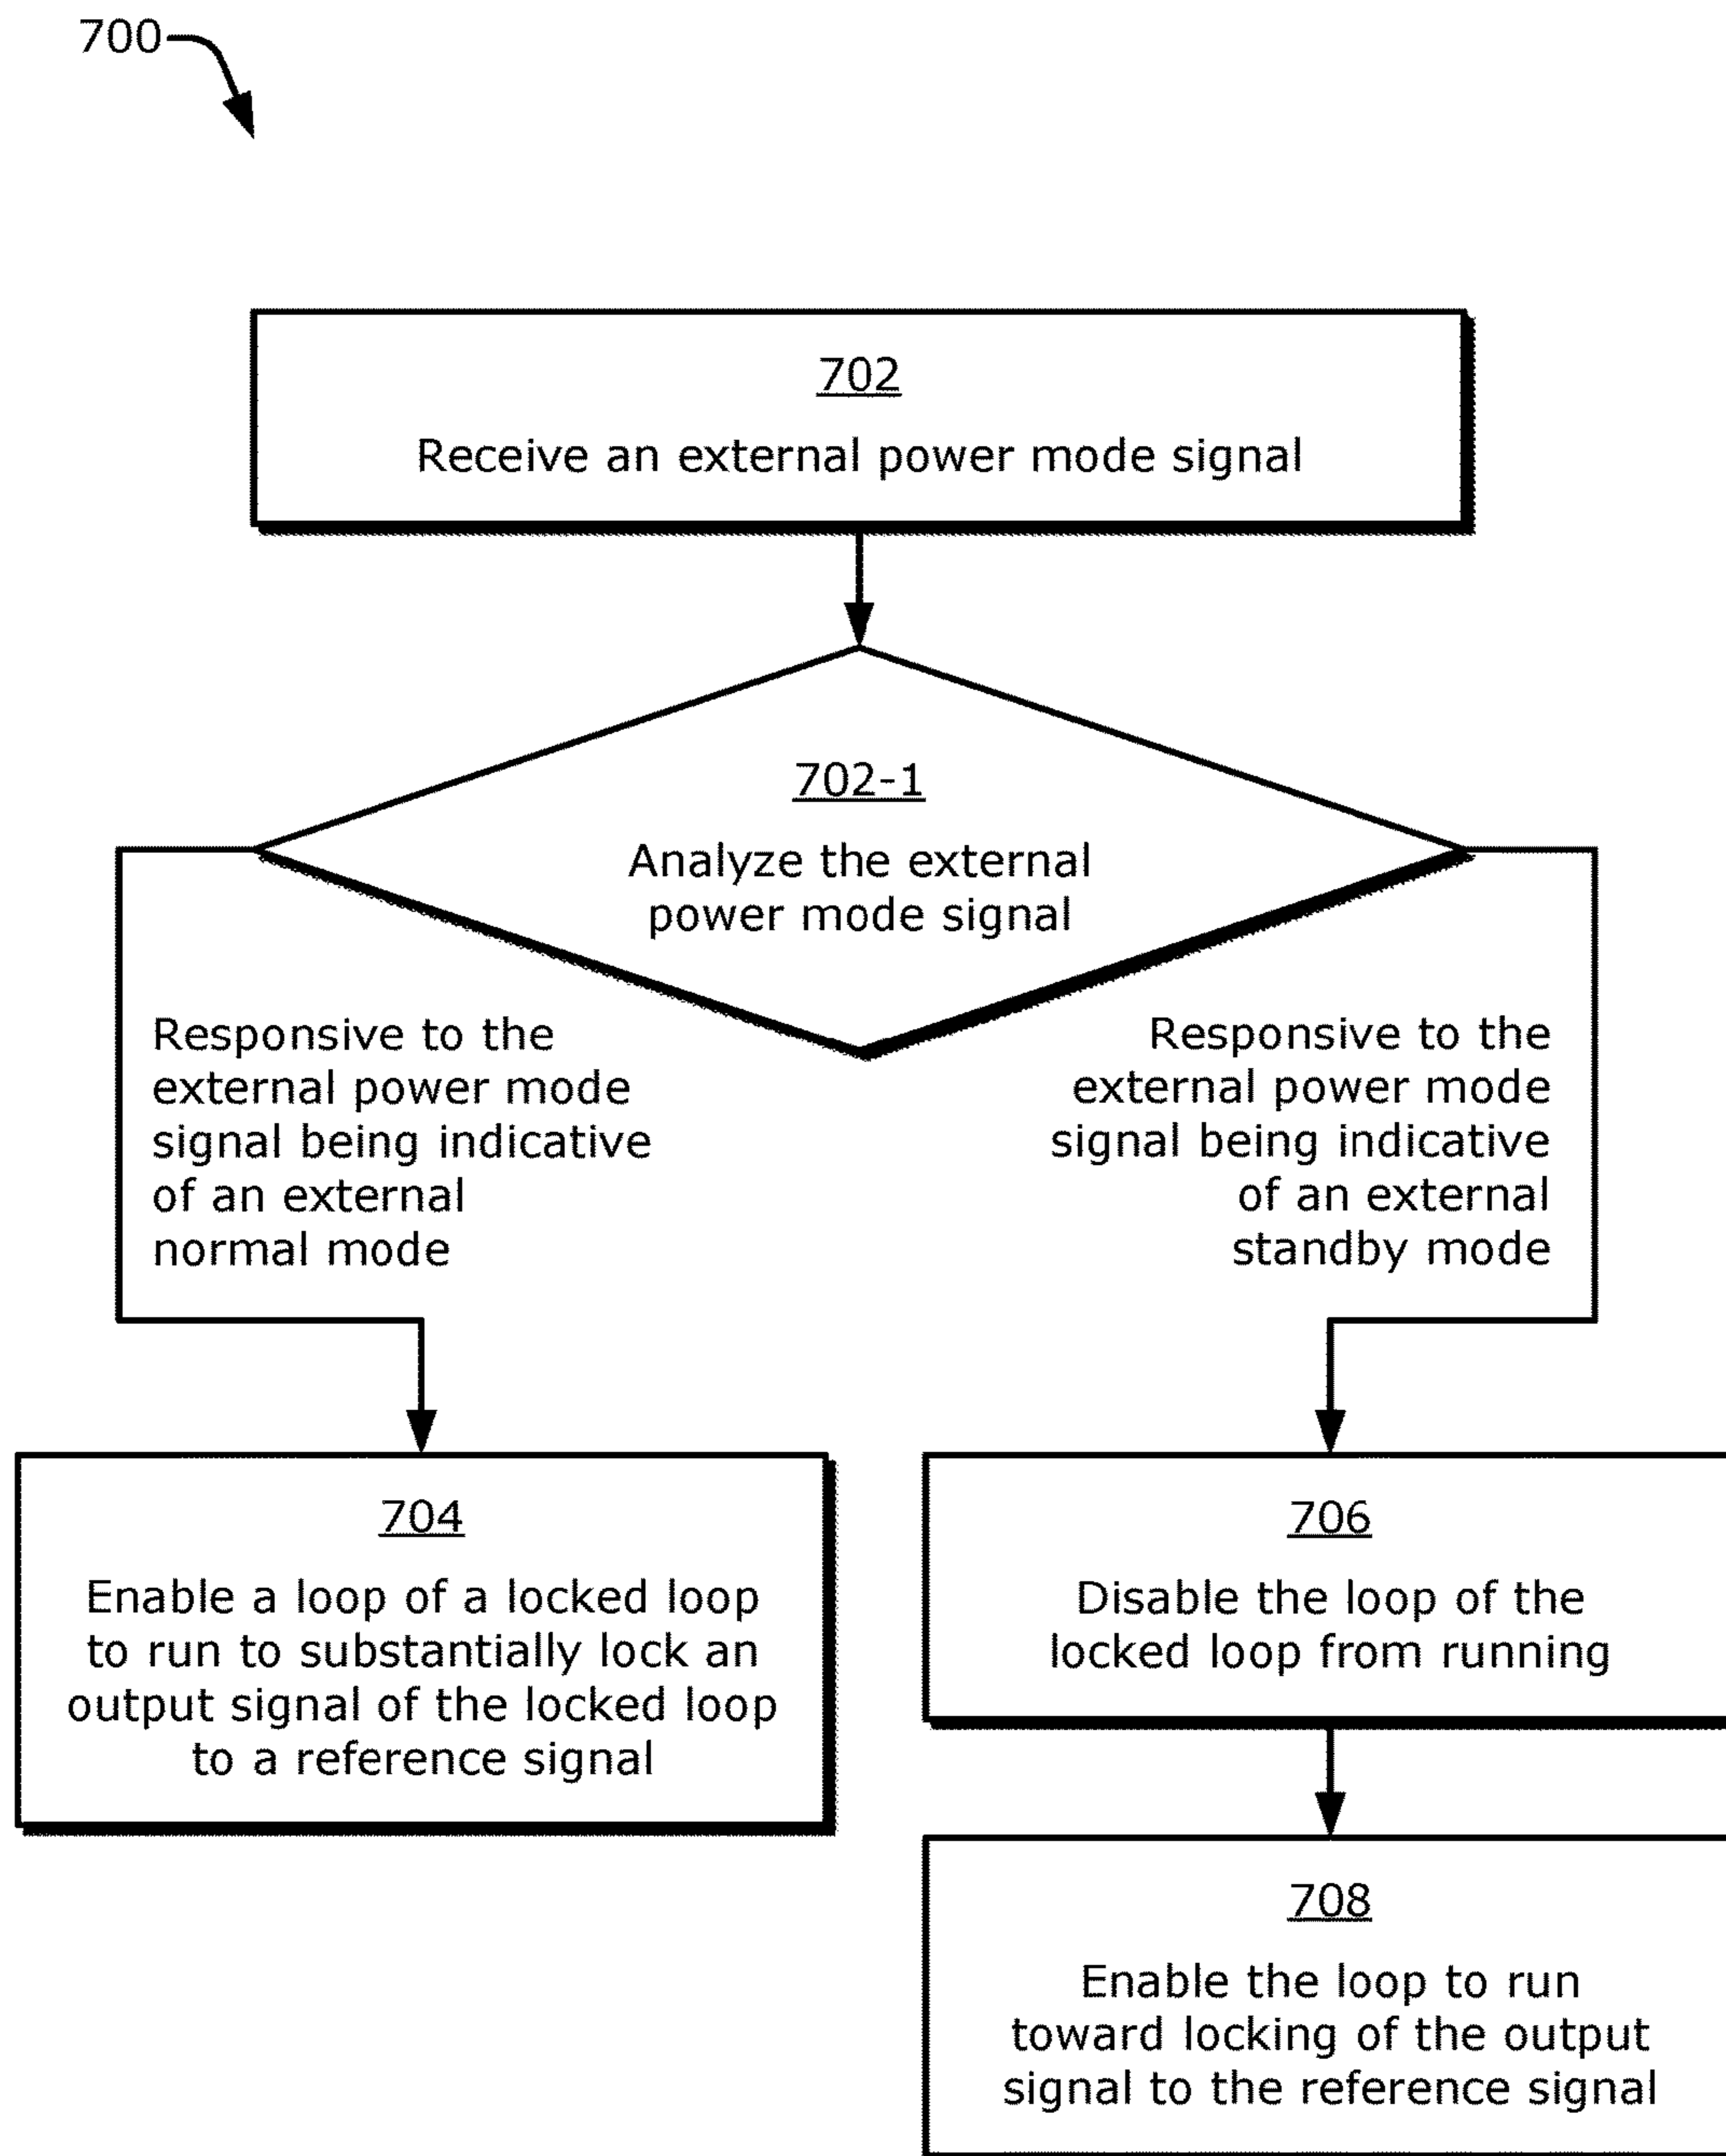 700
702
Receive an external power mode signal
702-1
Analyze the external
power mode signal
Responsive to the
external power mode
signal being indicative
of an external
normal mode
Responsive to the
external power mode
signal being indicative
of an external
standby mode
704
Enable a loop of a locked loop
to run to substantially lock an
output signal of the locked loop
to a reference signal
706
Disable the loop of the
locked loop from running
708
Enable the loop to run
toward locking of the output
signal to the reference signal